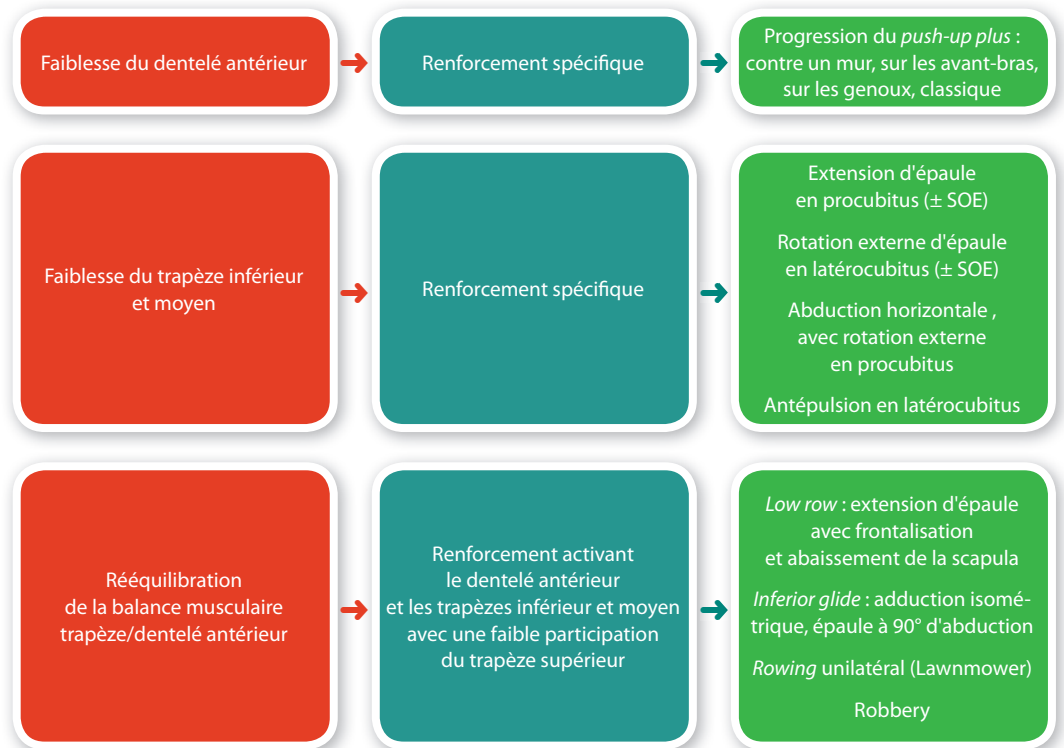 Faiblesse du dentelé antérieur
Renforcement spécifique
Progression du push-up plus :
contre un mur, sur les avant-bras,
sur les genoux, classique
Faiblesse du trapèze inférieur
et moyen
Renforcement spécifique
Extension d'épaule
en procubitus (± SOE)
Rotation externe d'épaule
en latérocubitus (± SOE)
Abduction horizontale ,
avec rotation externe
en procubitus
Antépulsion en latérocubitus
Rééquilibration
de la balance musculaire
trapèze/dentelé antérieur
Renforcement activant
le dentelé antérieur
et les trapèzes inférieur et moyen
avec une faible participation
du trapèze supérieur
Low row : extension d'épaule
avec frontalisation
et abaissement de la scapula
Inferior glide : adduction isomé-
trique, épaule à 90° d'abduction
Rowing unilatéral (Lawnmower)
Robbery